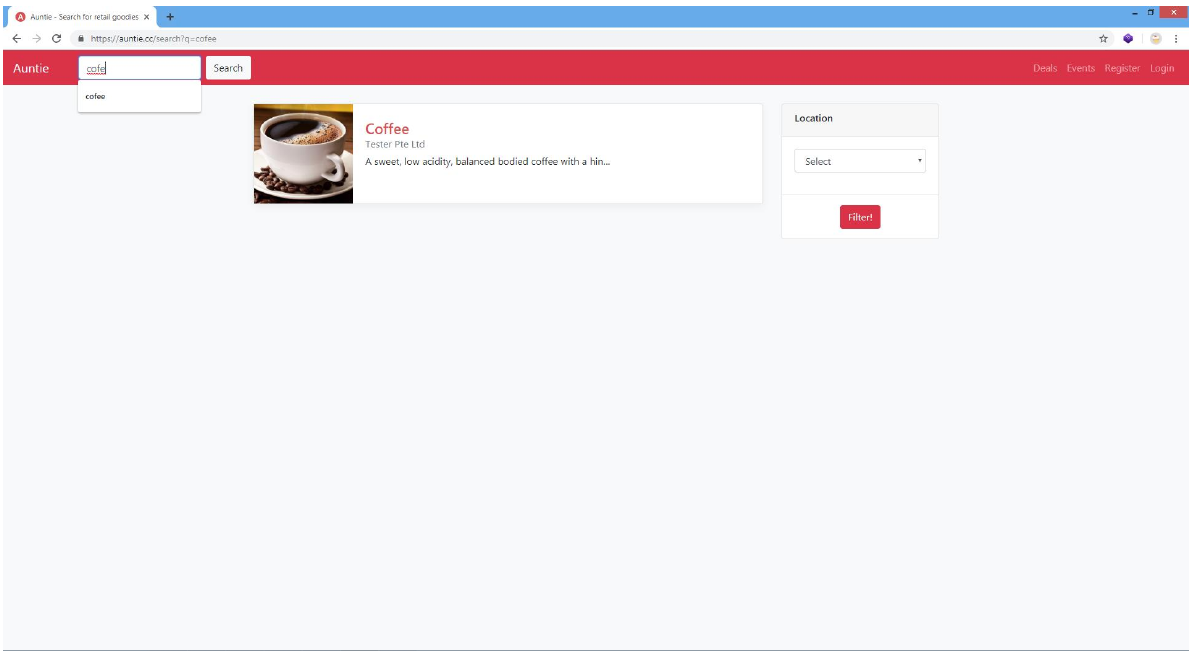 Auntie - Search for retail goodies
https://auntie.cc/search?q=cofee
Auntie cofe Search Deals Events Register Login
cofee
Coffee
Tester Pte Ltd
A sweet, low acidity, balanced bodied coffee with a hin...
Location
Select
Filter!